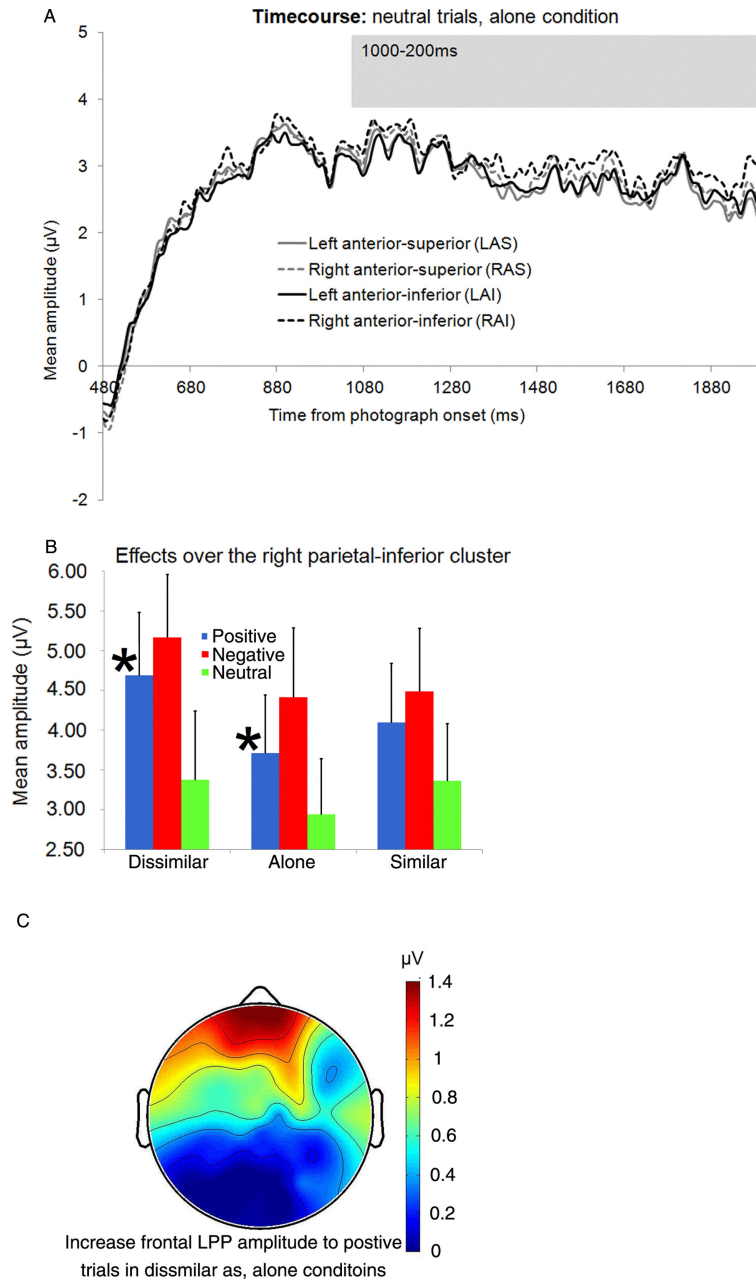 A
Timecourse: neutral trials, alone condition
5
1000-200ms
4
3
2
1
0
-1
-2
Mean amplitude (µV)
Left anterior-superior (LAS)
Right anterior-superior (RAS)
Left anterior-inferior (LAI)
Right anterior-inferior (RAI)
480 680 880 1080 1280 1480 1680 1880
Time from photograph onset (ms)
B
Effects over the right parietal-inferior cluster
6.00
5.50
5.00
4.50
4.00
3.50
3.00
2.50
Mean amplitude (µV)
Positive
Negative
Neutral
*
*
Dissimilar Alone Similar
C
µV
1.4
1.2
1
0.8
0.6
0.4
0.2
0
Increase frontal LPP amplitude to postive
trials in dissmilar as, alone conditoins